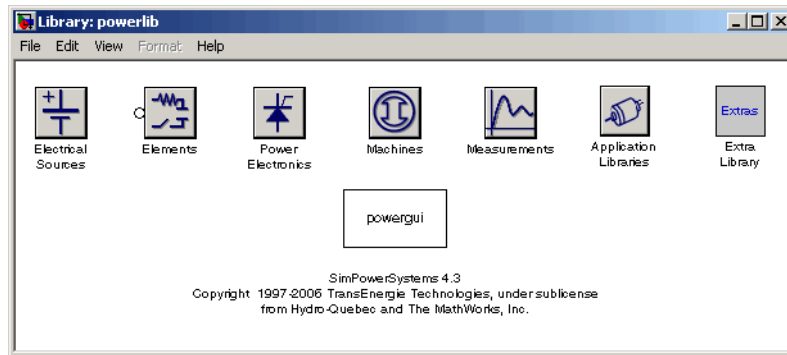 Library: powerlib
File Edit View Format Help
Electrical Sources
Elements
Power Electronics
Machines
Measurements
Application Libraries
Extras
Extra Library
powergui
SimPowerSystems 4.3
Copyright 1997-2006 TransEnergie Technologies, under sublicense
from Hydro-Quebec and The MathWorks, Inc.